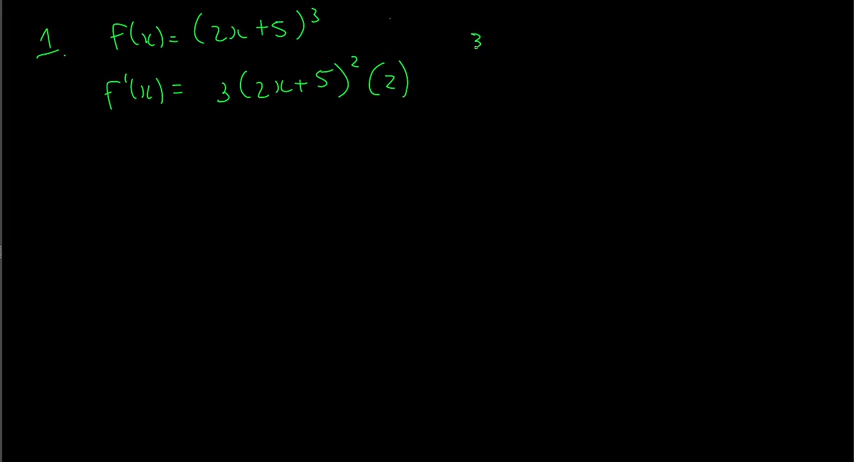 1. f(x) = (2x+5)³ 3
f'(x) = 3(2x+5)²(2)